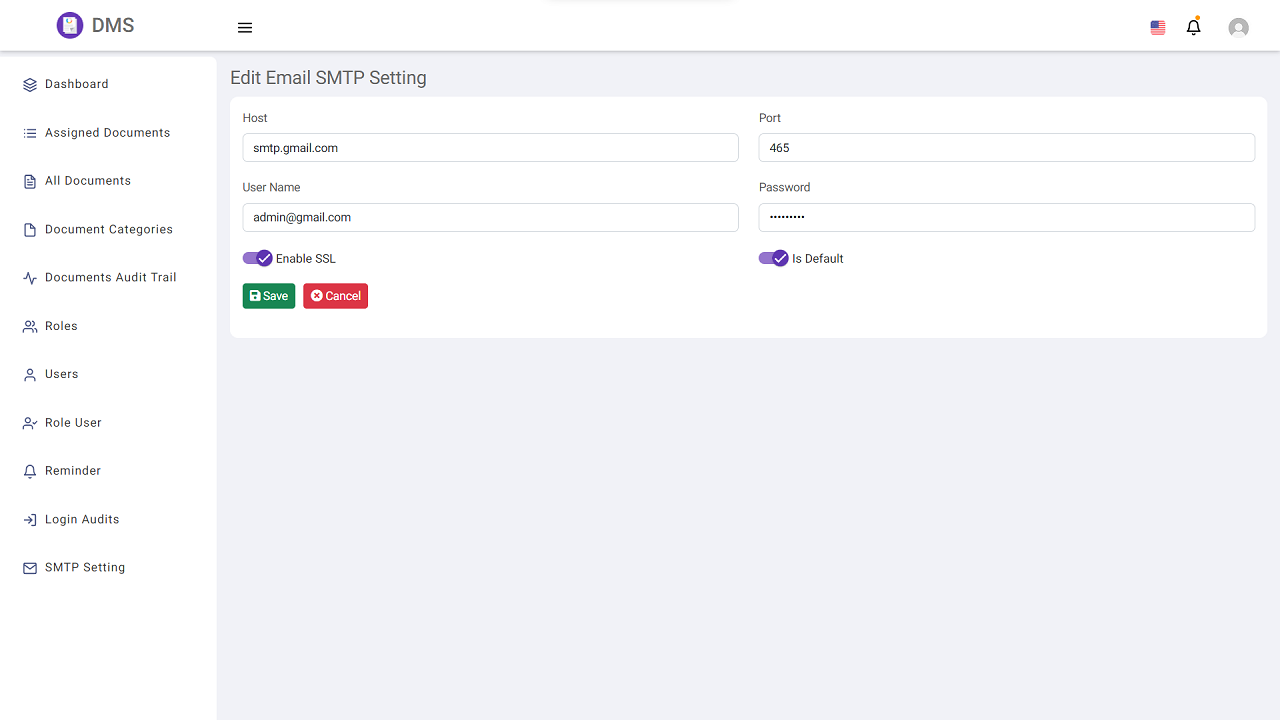 DMS
Dashboard
Assigned Documents
All Documents
Document Categories
Documents Audit Trail
Roles
Users
Role User
Reminder
Login Audits
SMTP Setting
Edit Email SMTP Setting
Host
Port
smtp.gmail.com
465
User Name
Password
admin@gmail.com
•••••••••
Enable SSL
Is Default
Save
Cancel